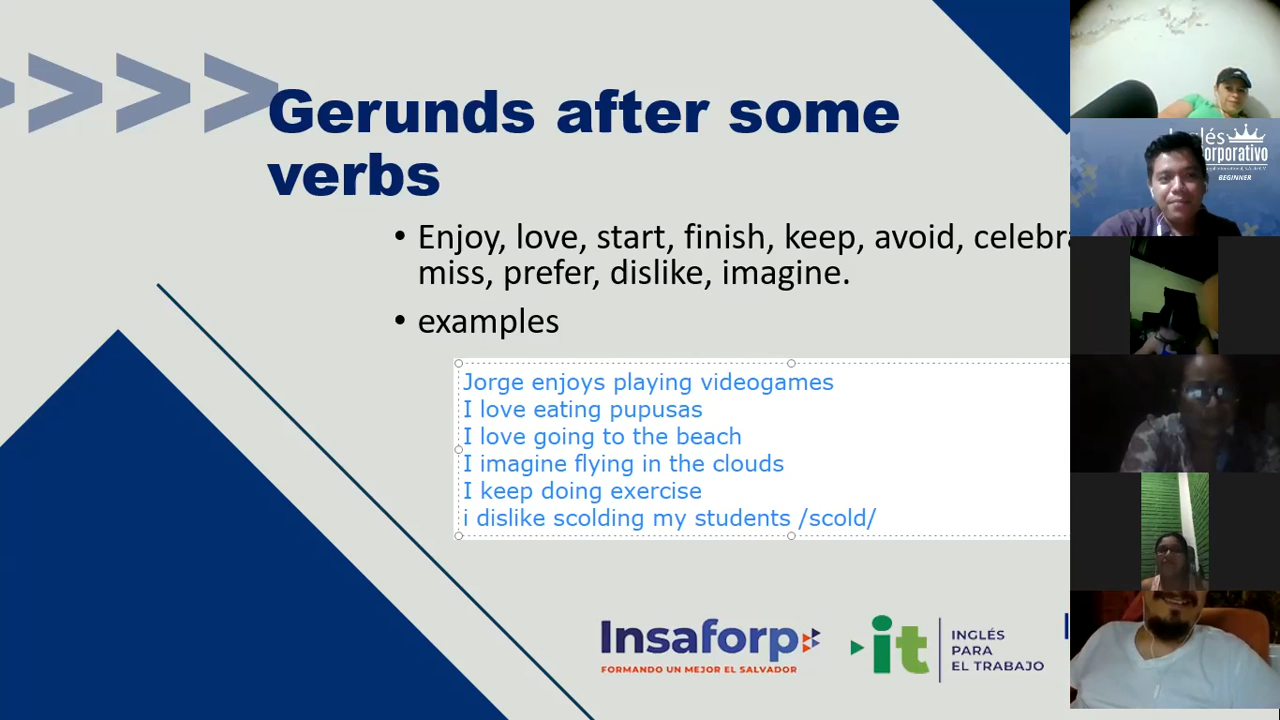 Gerunds after some
verbs
• Enjoy, love, start, finish, keep, avoid,
miss, prefer, dislike, imagine.
• examples
Jorge enjoys playing videogames
I love eating pupusas
I love going to the beach
I imagine flying in the clouds
I keep doing exercise
i dislike scolding my students /scold/
Insaforp
FORMANDO UN MEJOR EL SALVADOR
it
INGLÉS
PARA
EL TRABAJO
BEGINNER